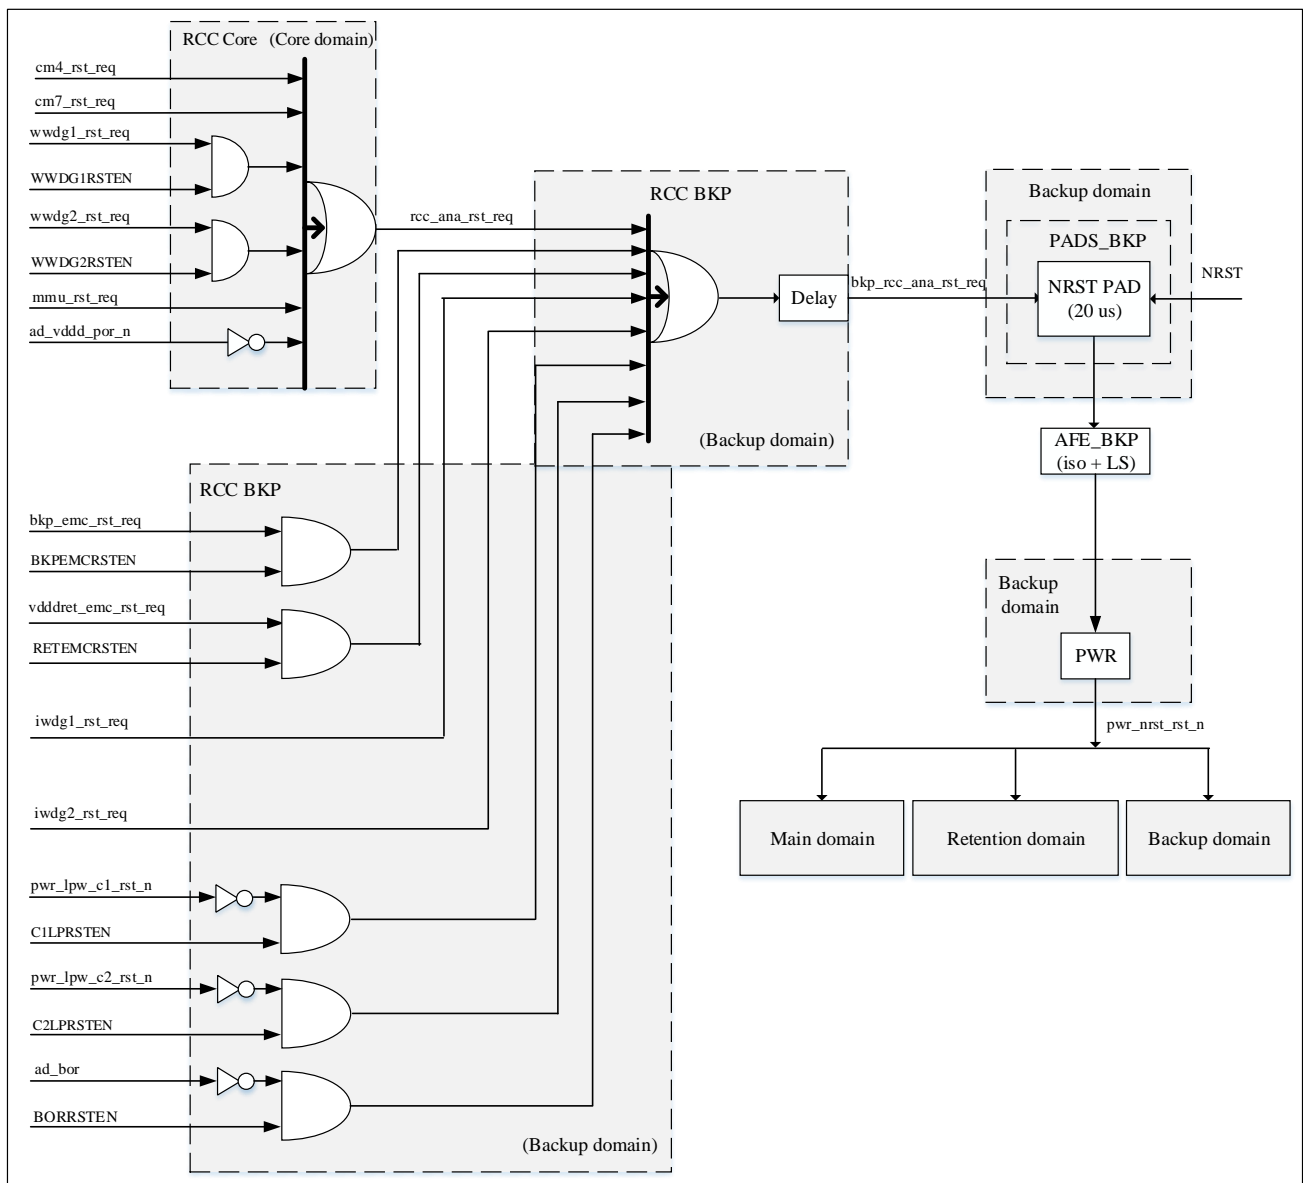 RCC Core (Core domain)
cm4_rst_req
cm7_rst_req
wwdg1_rst_req
WWDG1RSTEN
wwdg2_rst_req
WWDG2RSTEN
mmu_rst_req
ad_vddd_por_n
rcc_ana_rst_req
RCC BKP
Delay
(Backup domain)
bkp_rcc_ana_rst_req
Backup domain
PADS_BKP
NRST PAD
(20 us)
NRST
AFE_BKP
(iso + LS)
Backup
domain
PWR
pwr_nrst_rst_n
Main domain
Retention domain
Backup domain
RCC BKP
bkp_emc_rst_req
BKPEMCRSTEN
vdddret_emc_rst_req
RETEMCRSTEN
iwdg1_rst_req
iwdg2_rst_req
pwr_lpw_c1_rst_n
C1LPRSTEN
pwr_lpw_c2_rst_n
C2LPRSTEN
ad_bor
BORRSTEN
(Backup domain)